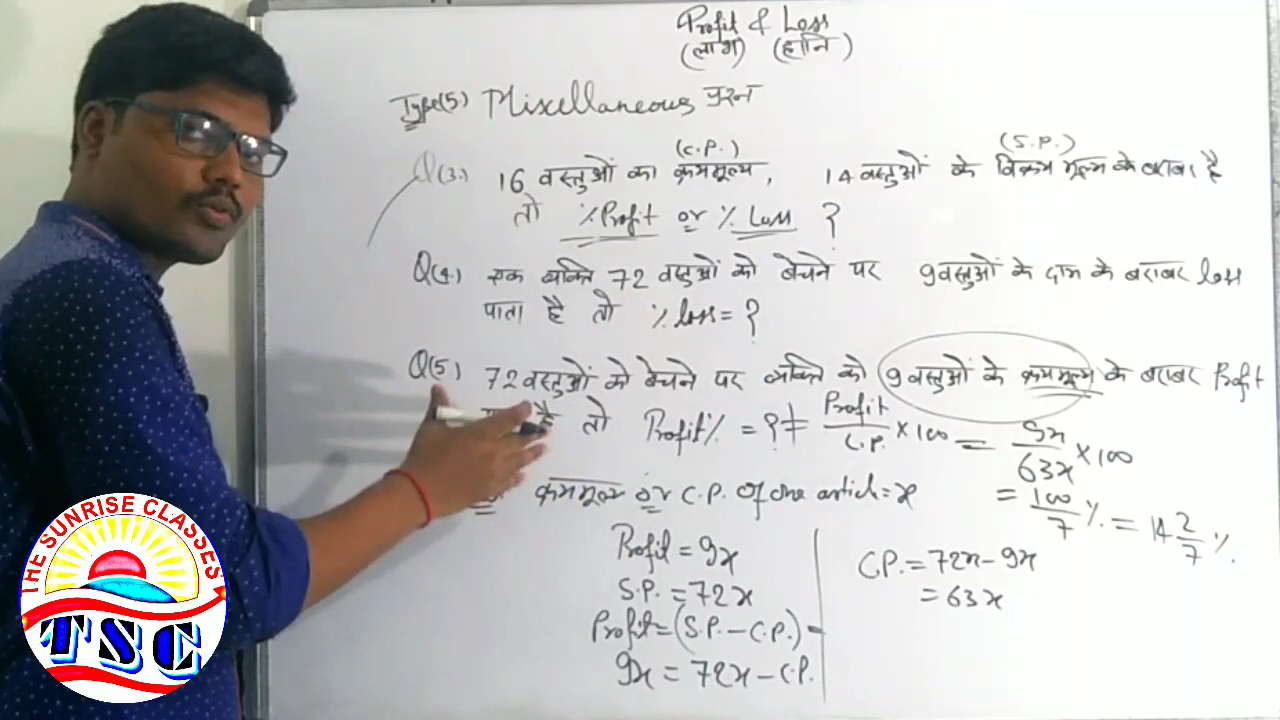 Profit & Loss
(लाभ) (हानि)
Type(5) Miscellaneous प्रश्न
(C.P.) (S.P.)
Q(3.) 16 वस्तुओं का क्रयमूल्य, 14 वस्तुओं के विक्रय मूल्य के बराबर है
तो % Profit or % Loss ?
Q(4.) एक व्यक्ति 72 वस्तुओं को बेचने पर 9 वस्तुओं के दाम के बराबर loss
पाता है तो % loss = ?
Q(5) 72 वस्तुओं को बेचने पर व्यक्ति को 9 वस्तुओं के क्रयमूल्य के बराबर Profit
है तो Profit% = ? = Profit/C.P. × 100 = 9x/63x × 100
क्रयमूल्य or C.P. of one article = x
= 100/7 % = 14 2/7 %.
Profit = 9x
S.P. = 72x
Profit = (S.P. – C.P.) –
9x = 72x – C.P.
C.P. = 72x – 9x
= 63x
THE SUNRISE CLASSES
TSC